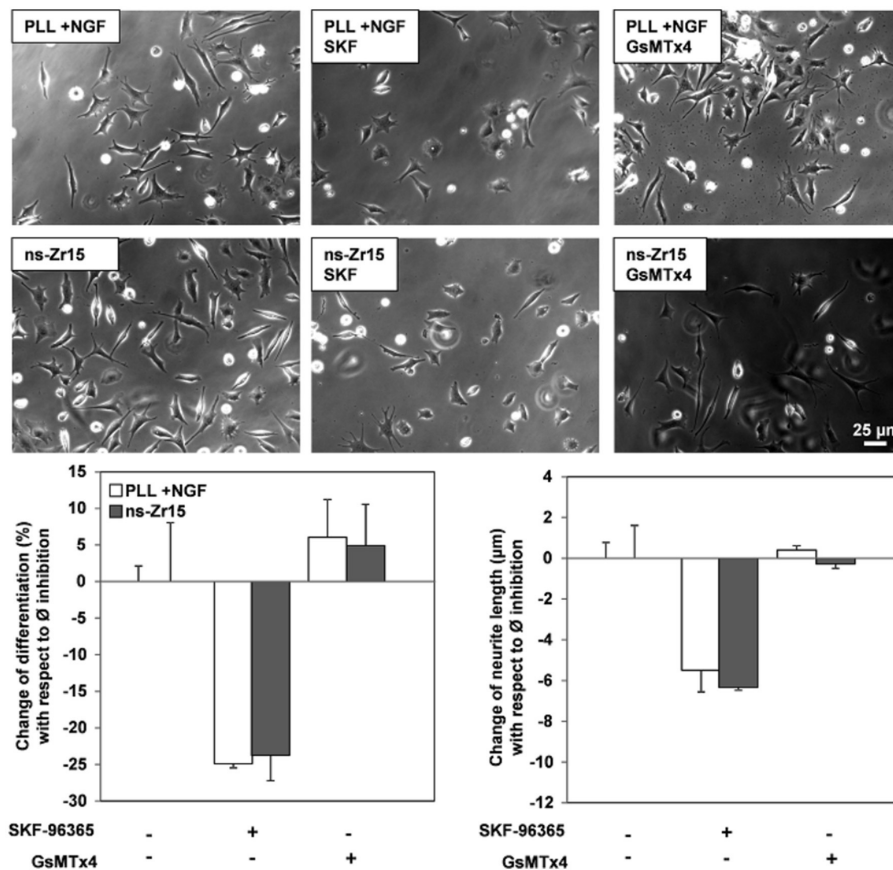 PLL +NGF
PLL +NGF
SKF
PLL +NGF
GsMTx4
ns-Zr15
ns-Zr15
SKF
ns-Zr15
GsMTx4
25 µm
Change of differentiation (%)
with respect to Ø inhibition
15
10
5
0
-5
-10
-15
-20
-25
-30
PLL +NGF
ns-Zr15
Change of neurite length (µm)
with respect to Ø inhibition
4
2
0
-2
-4
-6
-8
-10
-12
SKF-96365 - + -
GsMTx4 - - +
SKF-96365 - + -
GsMTx4 - - +